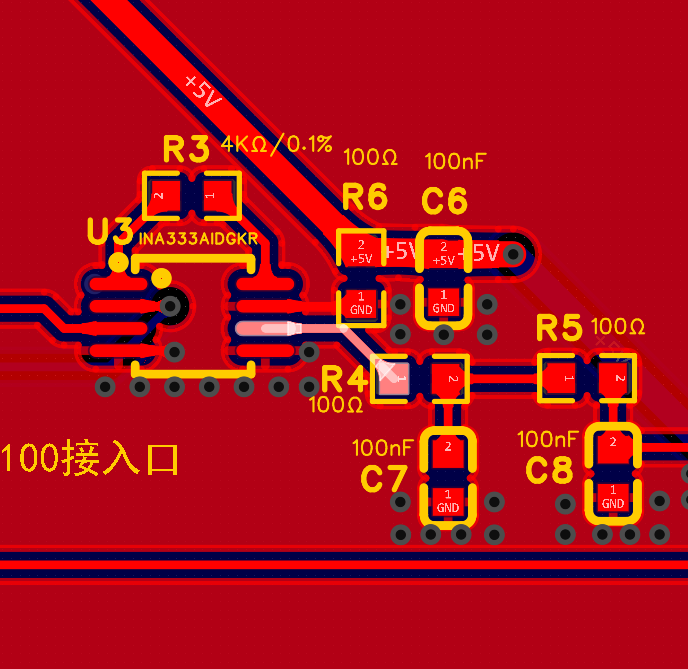 +5V
R3 4KΩ/0.1%
100Ω
100nF
R6
C6
2
1
U3
INA333AIDGKR
2
+5V
+5V
2
+5V
+5V
1
GND
1
GND
R5 100Ω
+5V
R4
1
2
1
2
100Ω
100nF
C7
2
100nF
C8
2
100接入口
1
GND
1
GND